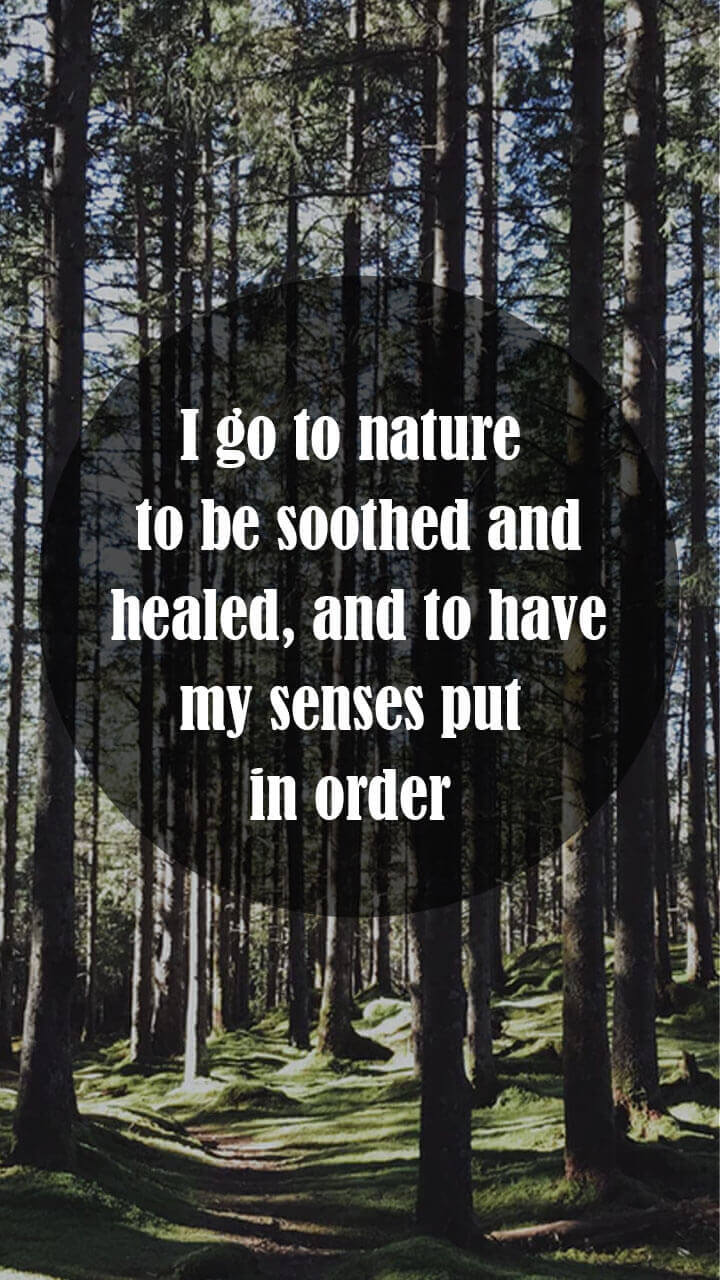 I go to nature
to be soothed and
healed, and to have
my senses put
in order